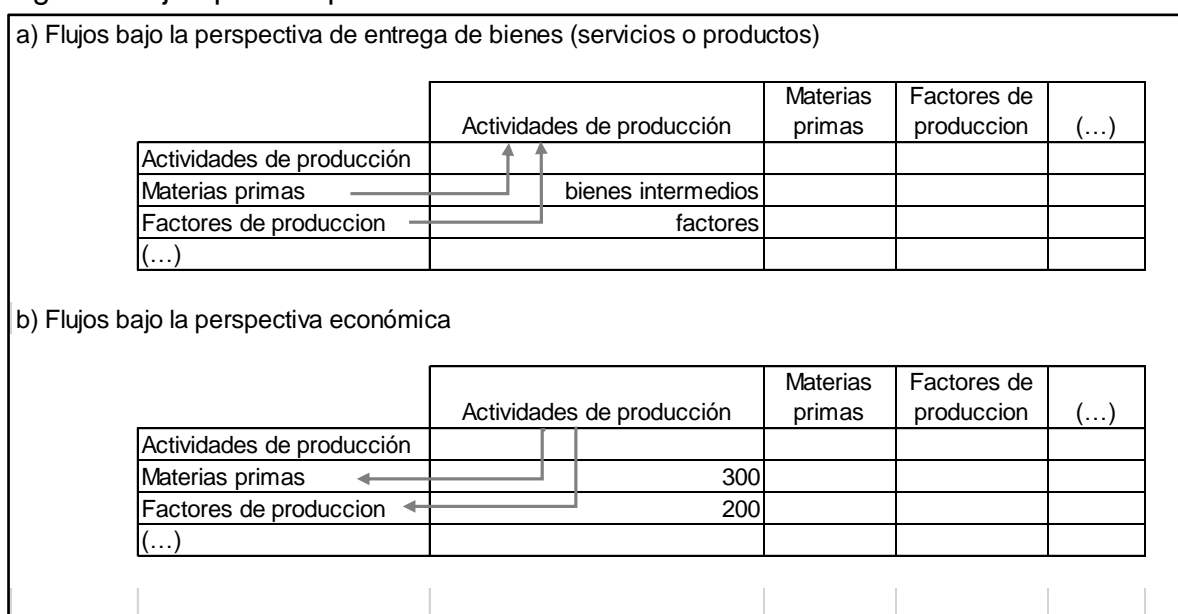 a) Flujos bajo la perspectiva de entrega de bienes (servicios o productos)
Actividades de producción Materias primas Factores de produccion (…)
Actividades de producción
Materias primas bienes intermedios
Factores de produccion factores
(…)
b) Flujos bajo la perspectiva económica
Actividades de producción Materias primas Factores de produccion (…)
Actividades de producción
Materias primas 300
Factores de produccion 200
(…)